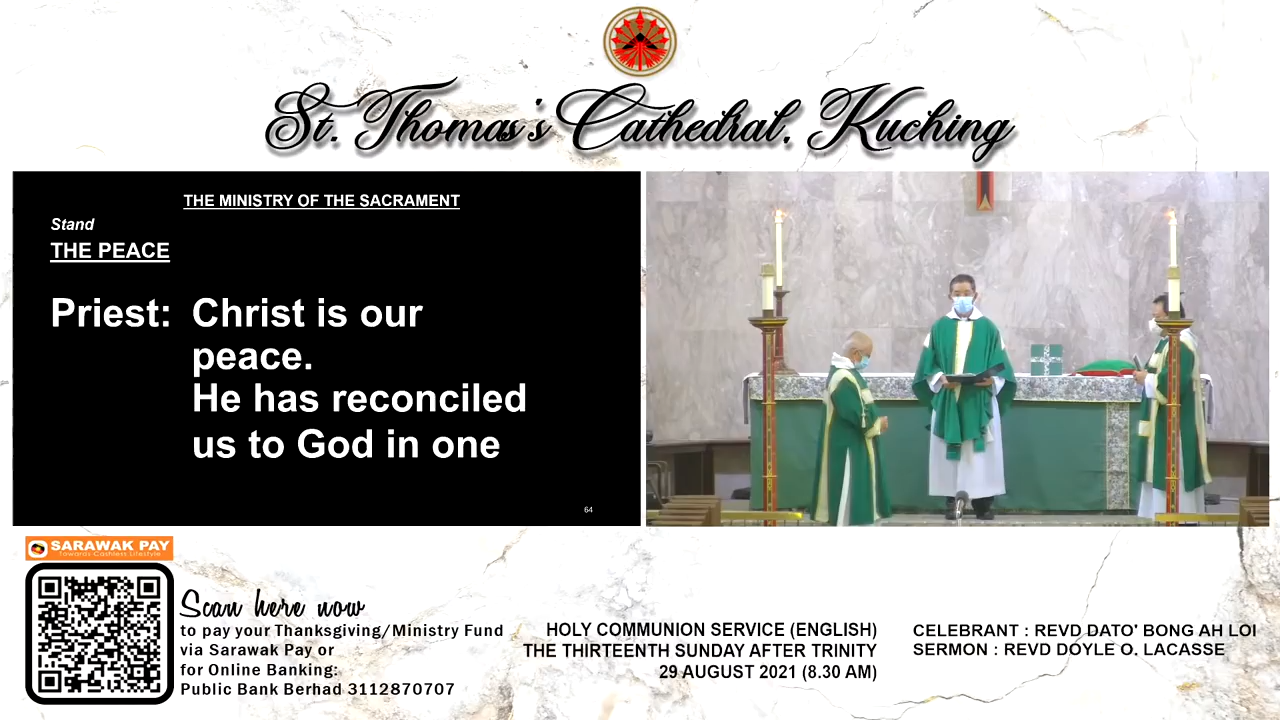 St. Thomas's Cathedral, Kuching
THE MINISTRY OF THE SACRAMENT
Stand
THE PEACE
Priest: Christ is our
peace.
He has reconciled
us to God in one
64
SARAWAK PAY
Towards Cashless Lifestyle
Scan here now
to pay your Thanksgiving/Ministry Fund
via Sarawak Pay or
for Online Banking:
Public Bank Berhad 3112870707
HOLY COMMUNION SERVICE (ENGLISH)
THE THIRTEENTH SUNDAY AFTER TRINITY
29 AUGUST 2021 (8.30 AM)
CELEBRANT : REVD DATO' BONG AH LOI
SERMON : REVD DOYLE O. LACASSE